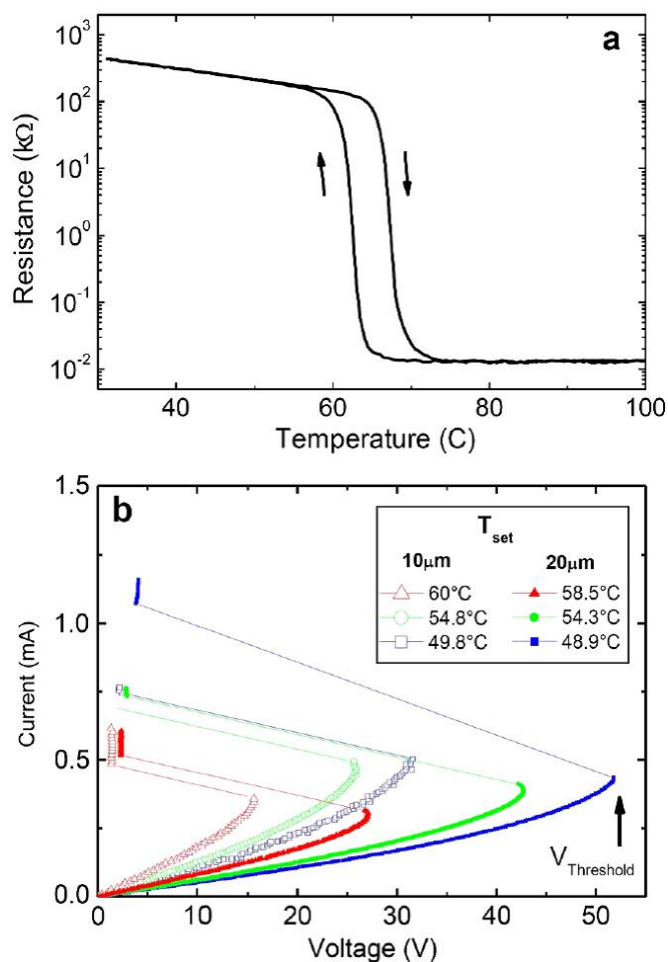 a
10³
10²
10¹
10⁰
10⁻¹
10⁻²
Resistance (kΩ)
40 60 80 100
Temperature (C)
b
1.5
1.0
0.5
0.0
Current (mA)
T_set
10μm 20μm
60°C 58.5°C
54.8°C 54.3°C
49.8°C 48.9°C
V_Threshold
0 10 20 30 40 50
Voltage (V)